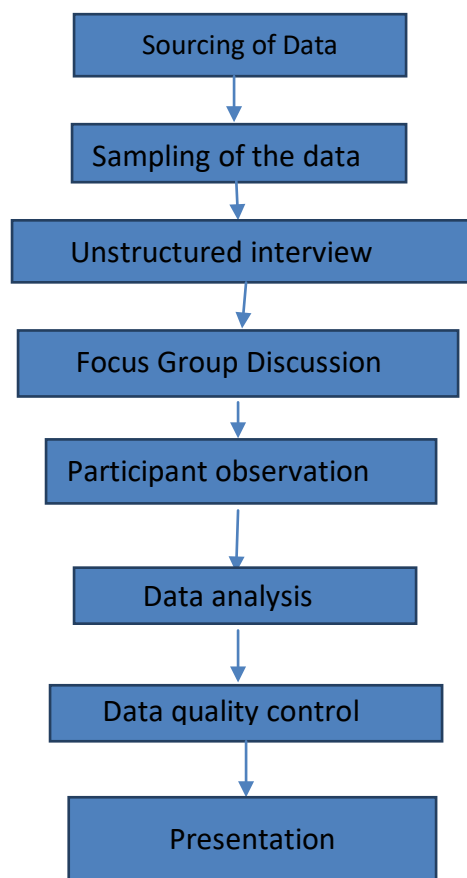 Sourcing of Data
Sampling of the data
Unstructured interview
Focus Group Discussion
Participant observation
Data analysis
Data quality control
Presentation